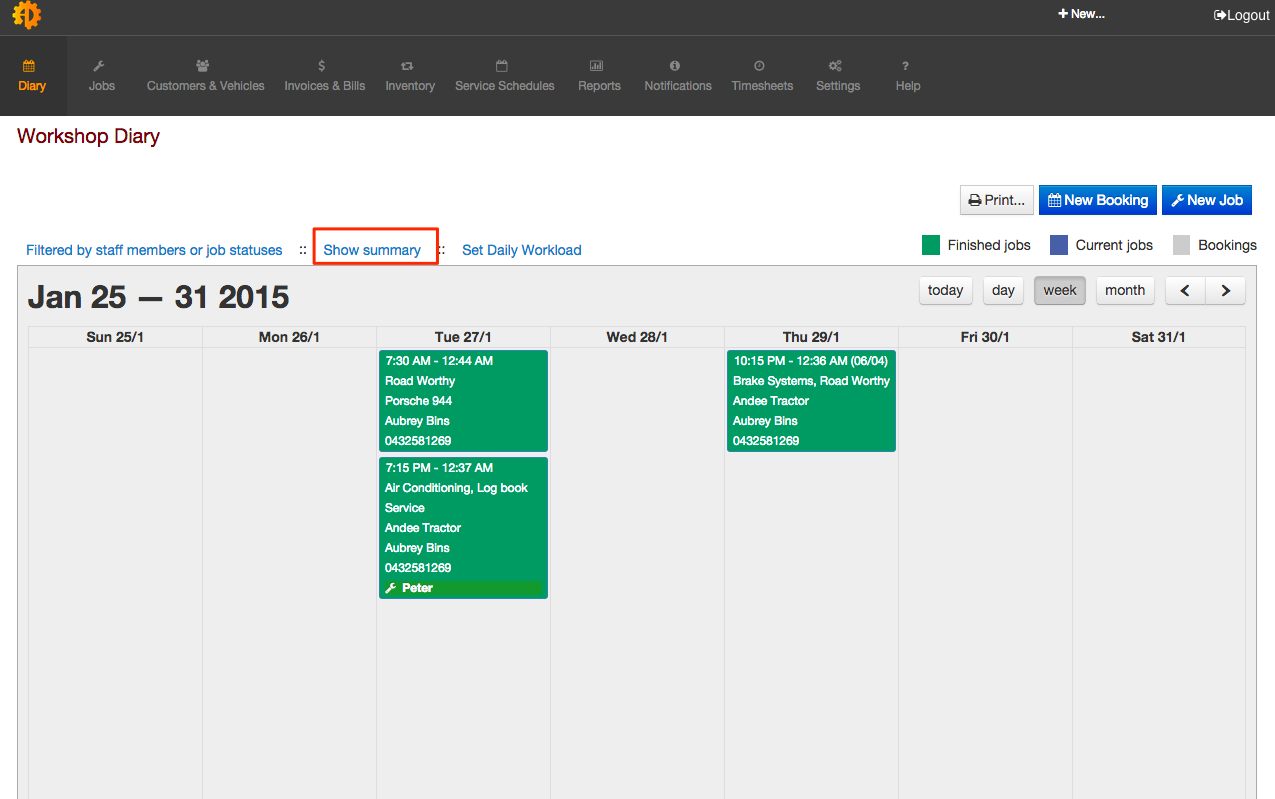 + New...
Logout
Diary
Jobs
Customers & Vehicles
$
Invoices & Bills
Inventory
Service Schedules
Reports
Notifications
Timesheets
Settings
?
Help
Workshop Diary
Print...
New Booking
New Job
Filtered by staff members or job statuses :: Show summary :: Set Daily Workload
Finished jobs
Current jobs
Bookings
Jan 25 — 31 2015
today
day
week
month
Sun 25/1
Mon 26/1
Tue 27/1
Wed 28/1
Thu 29/1
Fri 30/1
Sat 31/1
7:30 AM - 12:44 AM
Road Worthy
Porsche 944
Aubrey Bins
0432581269
7:15 PM - 12:37 AM
Air Conditioning, Log book
Service
Andee Tractor
Aubrey Bins
0432581269
Peter
10:15 PM - 12:36 AM (06/04)
Brake Systems, Road Worthy
Andee Tractor
Aubrey Bins
0432581269